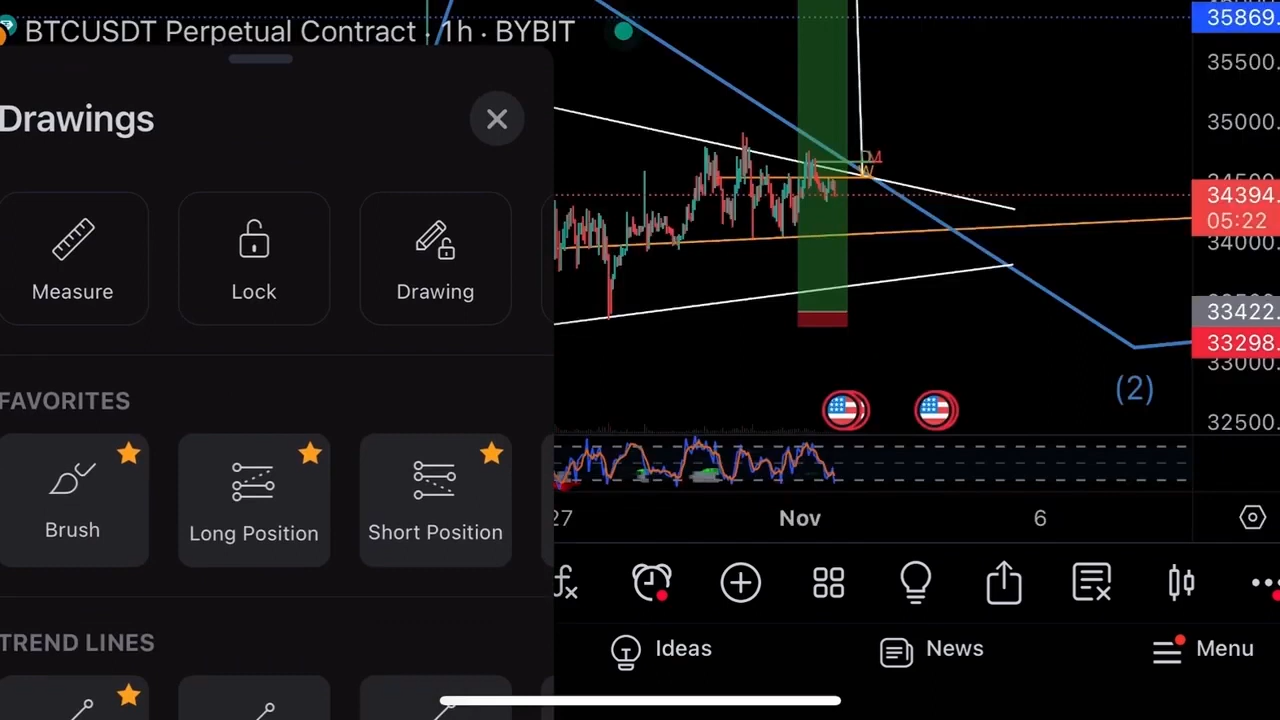 BTCUSDT Perpetual Contract · 1h · BYBIT
Drawings
Measure
Lock
Drawing
FAVORITES
Brush
Long Position
Short Position
TREND LINES
35869.
35500.
35000.
34394.
05:22
34000.
33422.
33298.
33000.
32500.
M
W
(2)
27
Nov
6
fx
Ideas
News
Menu